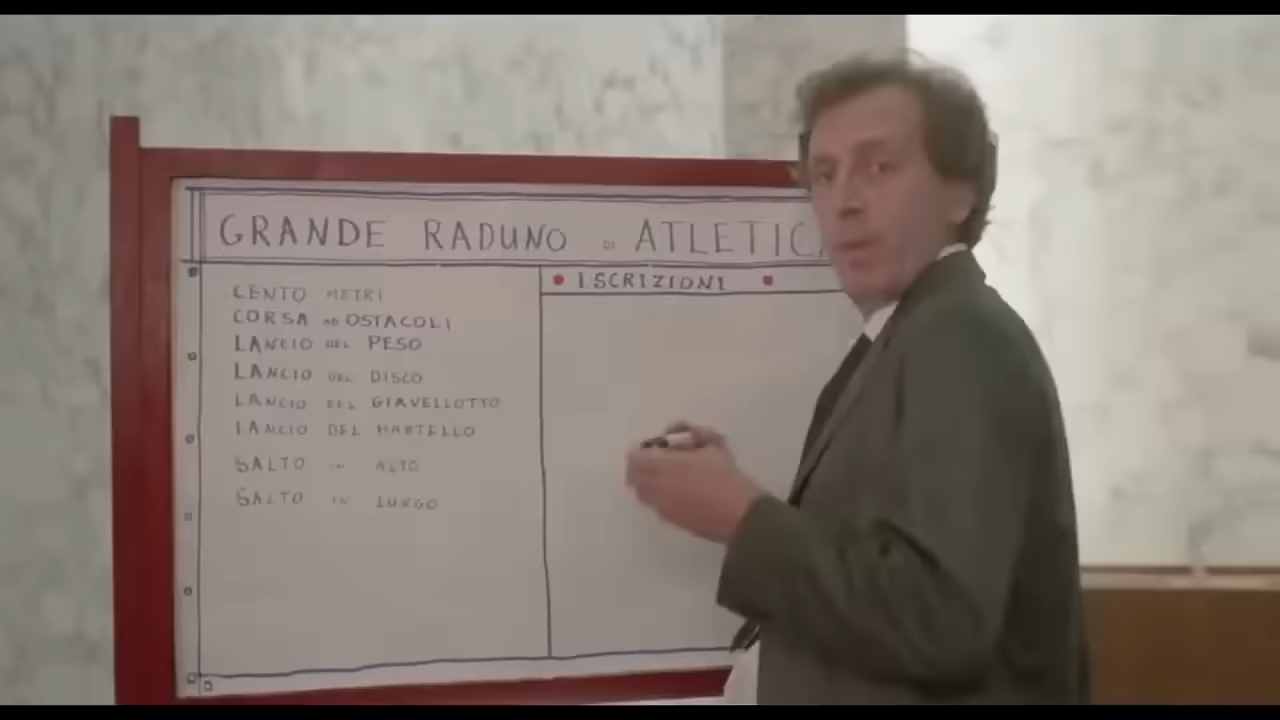 GRANDE RADUNO DI ATLETICA
ISCRIZIONI
CENTO METRI
CORSA AD OSTACOLI
LANCIO DEL PESO
LANCIO DEL DISCO
LANCIO DEL GIAVELLOTTO
LANCIO DEL MARTELLO
SALTO IN ALTO
SALTO IN LUNGO